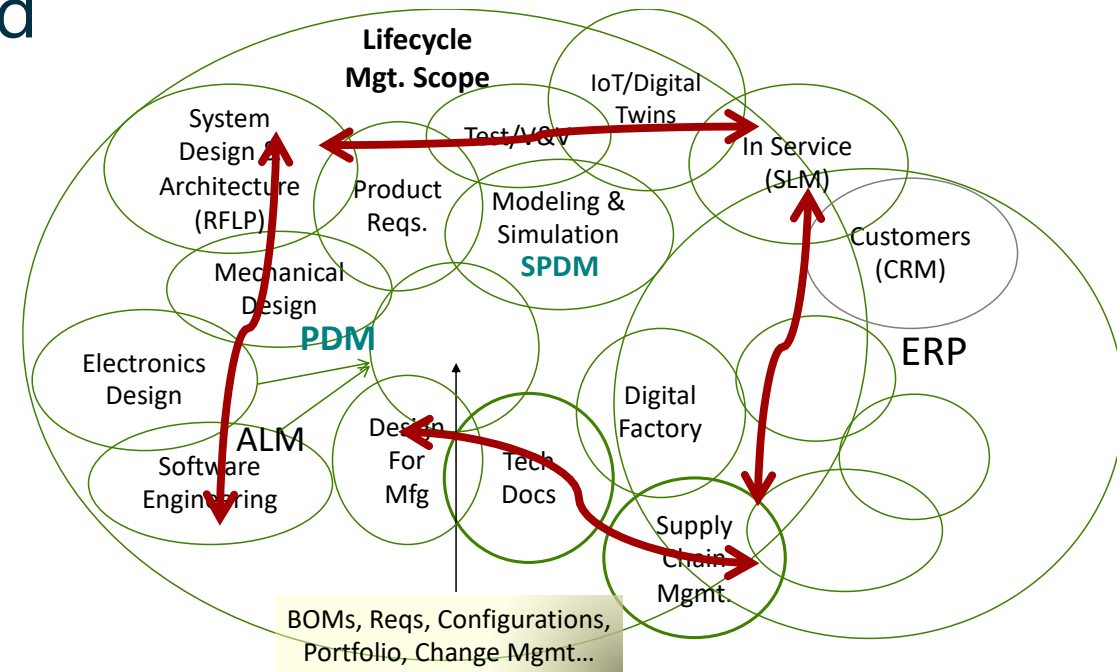 d
Lifecycle
Mgt. Scope
IoT/Digital
Twins
System
Design &
Architecture
(RFLP)
Test/V&V
In Service
(SLM)
Product
Reqs.
Modeling &
Simulation
SPDM
Customers
(CRM)
Mechanical
Design
PDM
ERP
Electronics
Design
Digital
Factory
ALM
Software
Engineering
Design
For
Mfg
Tech
Docs
Supply
Chain
Mgmt.
BOMs, Reqs, Configurations,
Portfolio, Change Mgmt...